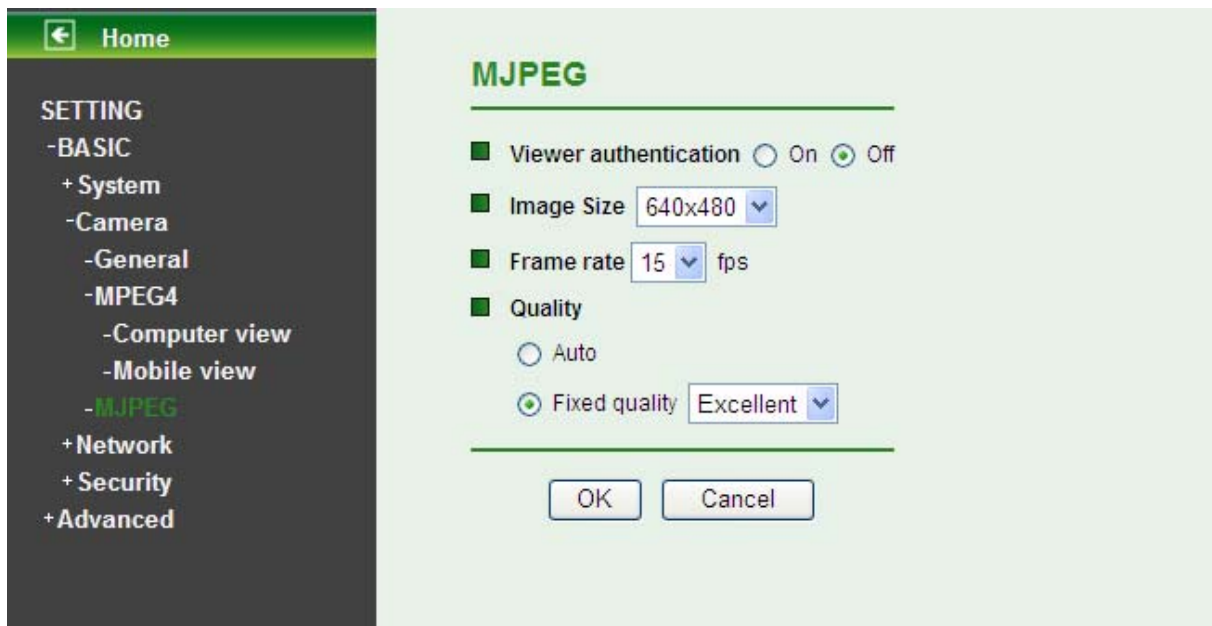 Home
SETTING
-BASIC
+System
-Camera
-General
-MPEG4
-Computer view
-Mobile view
-MJPEG
+Network
+Security
+Advanced
MJPEG
Viewer authentication On Off
Image Size 640x480
Frame rate 15 fps
Quality
Auto
Fixed quality Excellent
OK Cancel